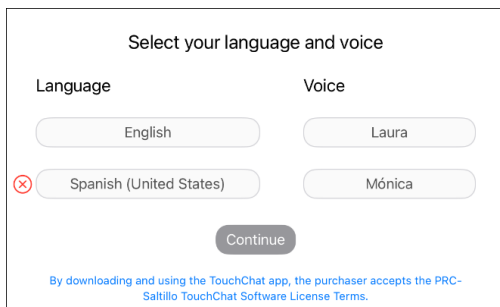 Select your language and voice
Language
Voice
English
Laura
Spanish (United States)
Mónica
Continue
By downloading and using the TouchChat app, the purchaser accepts the PRC-
Saltillo TouchChat Software License Terms.